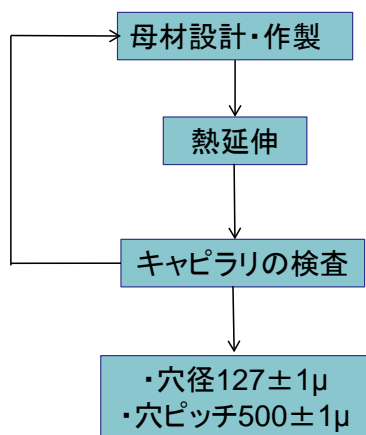 母材設計・作製
熱延伸
キャピラリの検査
・穴径127±1μ
・穴ピッチ500±1μ